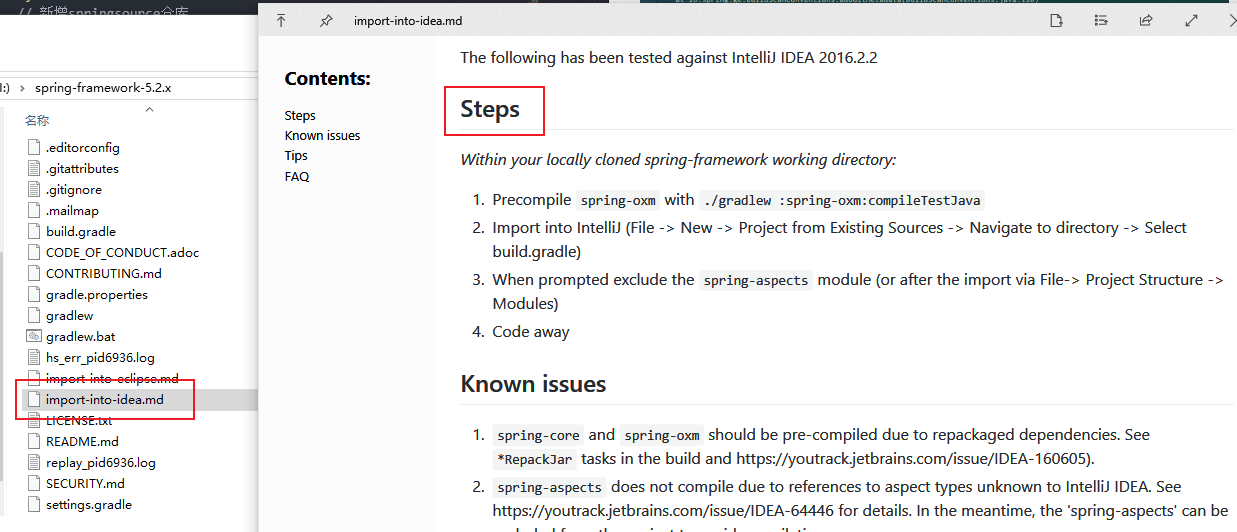 // 新增springsource仓库
import-into-idea.md
spring-framework-5.2.x
名称
.editorconfig
.gitattributes
.gitignore
.mailmap
build.gradle
CODE_OF_CONDUCT.adoc
CONTRIBUTING.md
gradle.properties
gradlew
gradlew.bat
hs_err_pid6936.log
import-into-eclipse.md
import-into-idea.md
LICENSE.txt
README.md
replay_pid6936.log
SECURITY.md
settings.gradle
Contents:
Steps
Known issues
Tips
FAQ
The following has been tested against IntelliJ IDEA 2016.2.2
Steps
Within your locally cloned spring-framework working directory:
1. Precompile spring-oxm with ./gradlew :spring-oxm:compileTestJava
2. Import into IntelliJ (File -> New -> Project from Existing Sources -> Navigate to directory -> Select
build.gradle)
3. When prompted exclude the spring-aspects module (or after the import via File-> Project Structure ->
Modules)
4. Code away
Known issues
1. spring-core and spring-oxm should be pre-compiled due to repackaged dependencies. See
*RepackJar tasks in the build and https://youtrack.jetbrains.com/issue/IDEA-160605).
2. spring-aspects does not compile due to references to aspect types unknown to IntelliJ IDEA. See
https://youtrack.jetbrains.com/issue/IDEA-64446 for details. In the meantime, the 'spring-aspects' can be